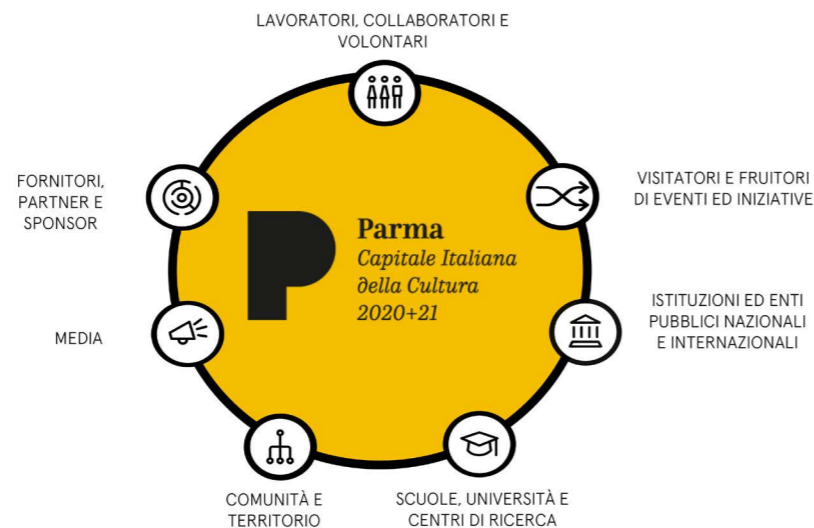 LAVORATORI, COLLABORATORI E
VOLONTARI
VISITATORI E FRUITORI
DI EVENTI ED INIZIATIVE
ISTITUZIONI ED ENTI
PUBBLICI NAZIONALI
E INTERNAZIONALI
SCUOLE, UNIVERSITÀ E
CENTRI DI RICERCA
COMUNITÀ E
TERRITORIO
MEDIA
FORNITORI,
PARTNER E
SPONSOR
P
Parma
Capitale Italiana
della Cultura
2020+21